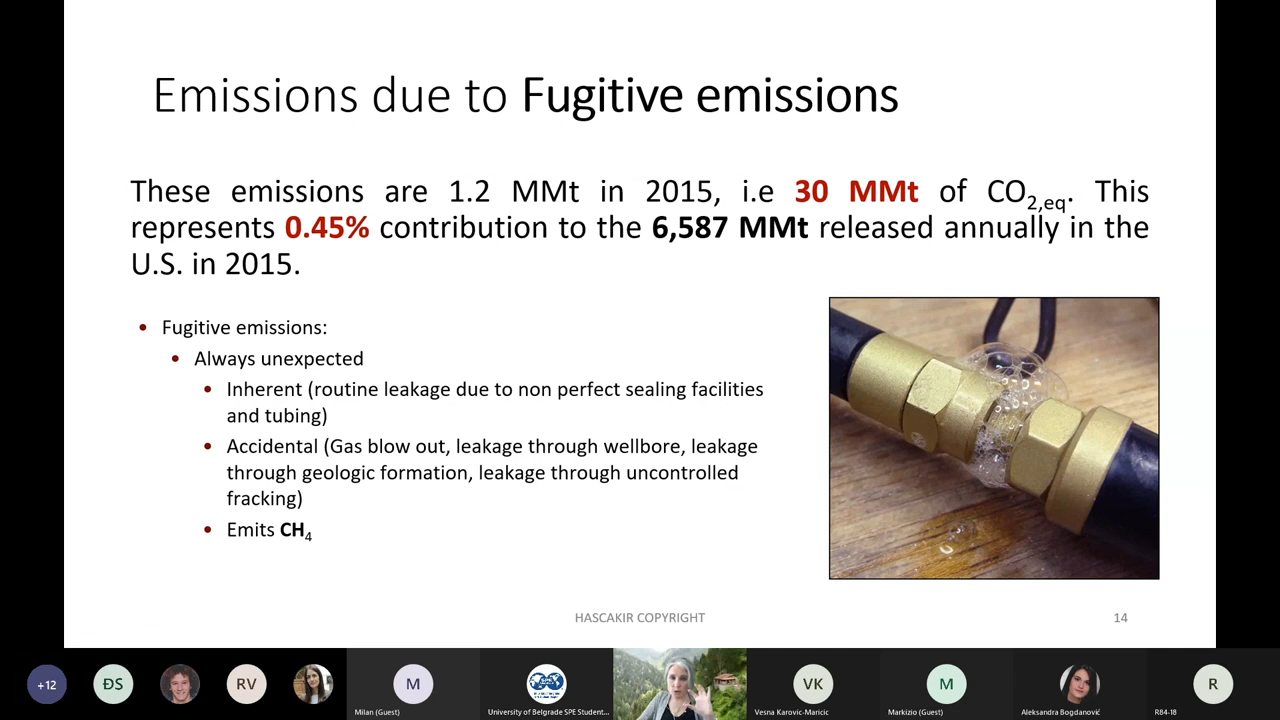 Emissions due to Fugitive emissions
These emissions are 1.2 MMt in 2015, i.e 30 MMt of CO2,eq. This
represents 0.45% contribution to the 6,587 MMt released annually in the
U.S. in 2015.
• Fugitive emissions:
• Always unexpected
• Inherent (routine leakage due to non perfect sealing facilities
and tubing)
• Accidental (Gas blow out, leakage through wellbore, leakage
through geologic formation, leakage through uncontrolled
fracking)
• Emits CH4
HASCAKIR COPYRIGHT
14
+12
ĐS
RV
M
VK
M
R
Milan (Guest)
University of Belgrade SPE Student...
Vesna Karovic-Maricic
Markizio (Guest)
Aleksandra Bogdanović
R84-18